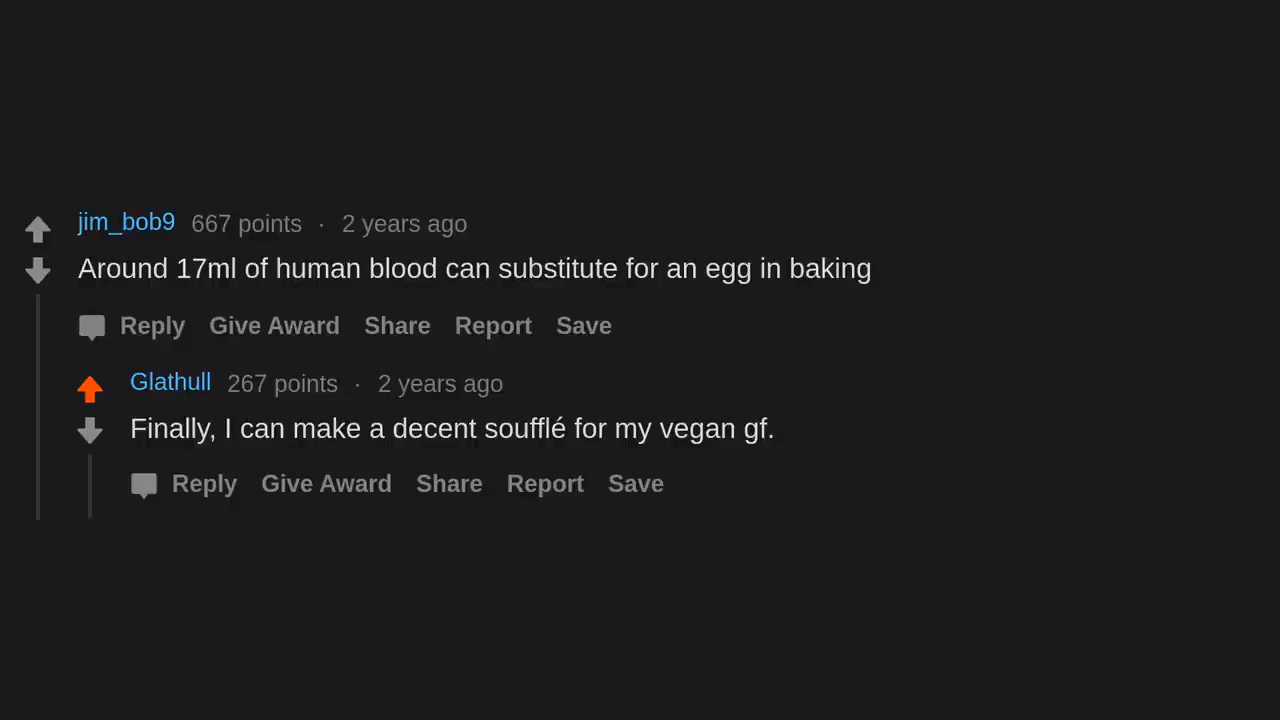 jim_bob9 667 points · 2 years ago
Around 17ml of human blood can substitute for an egg in baking
Reply Give Award Share Report Save
Glathull 267 points · 2 years ago
Finally, I can make a decent soufflé for my vegan gf.
Reply Give Award Share Report Save